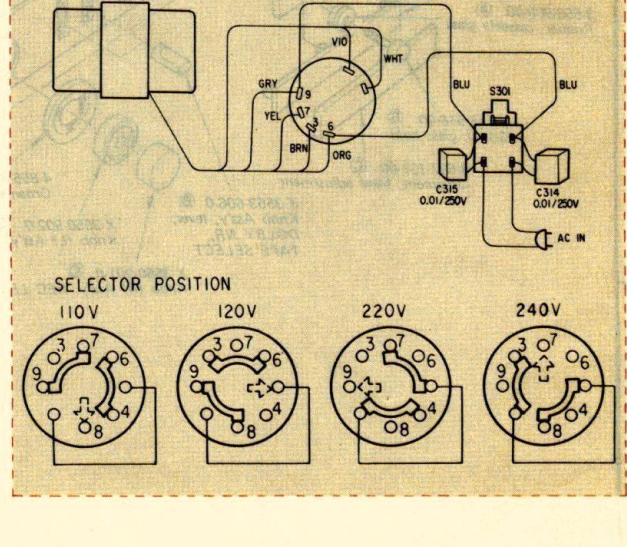 VIO
WHT
GRY
9
YEL
7
3
6
BRN
ORG
BLU
S301
BLU
C315
0.01/250V
C314
0.01/250V
AC IN
SELECTOR POSITION
110V
120V
220V
240V
3 7 6
9 4
8
3 7 6
9 4
8
3 7 6
9 4
8
3 7 6
9 4
8